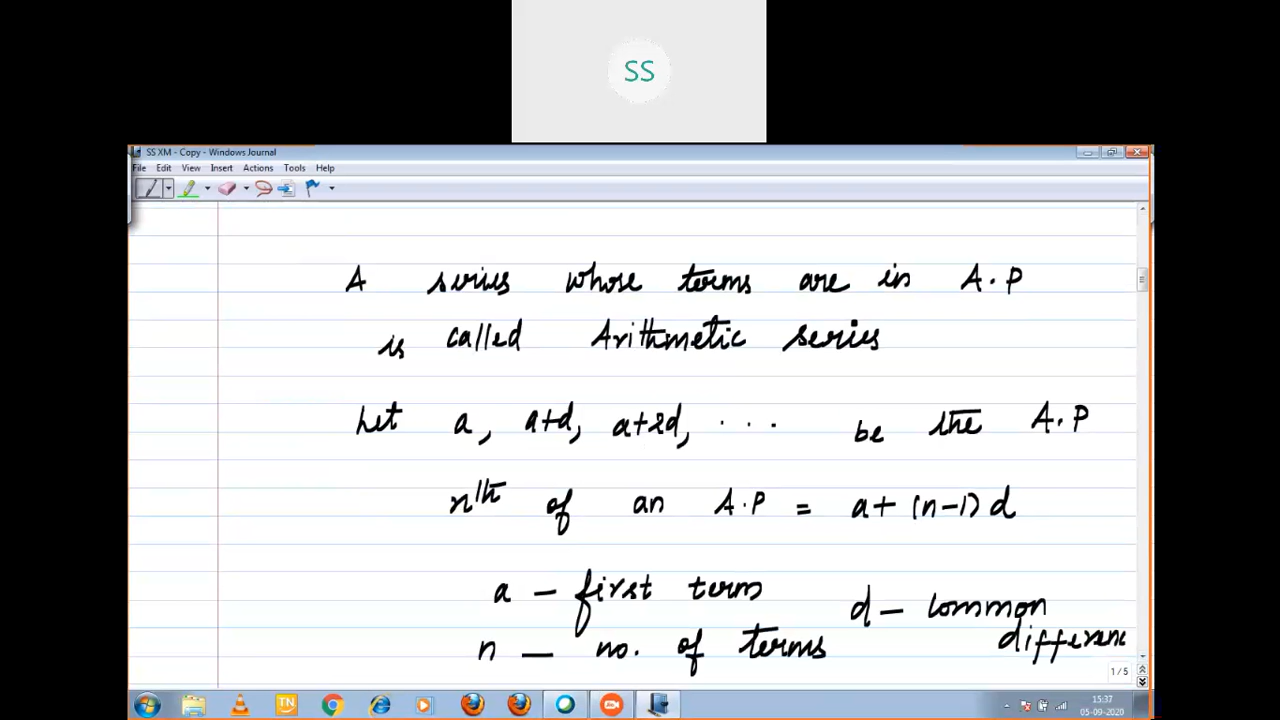 SS
SS XM - Copy - Windows Journal
File Edit View Insert Actions Tools Help
A series whose terms are in A.P
is called Arithmetic series
Let a, a+d, a+2d, ... be the A.P
nth of an A.P = a+(n-1)d
a — first term
d — common
differenc
n — no. of terms
1/5
TN
15:37
05-09-2020